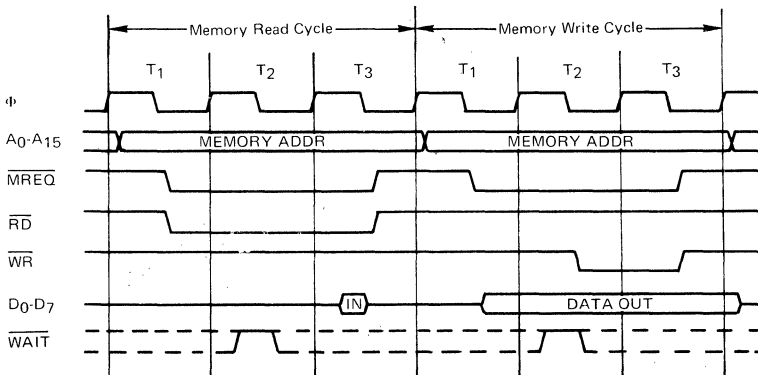 Memory Read Cycle Memory Write Cycle
T1 T2 T3 T1 T2 T3
Φ
A0-A15 MEMORY ADDR MEMORY ADDR
MREQ
RD
WR
D0-D7 IN DATA OUT
WAIT